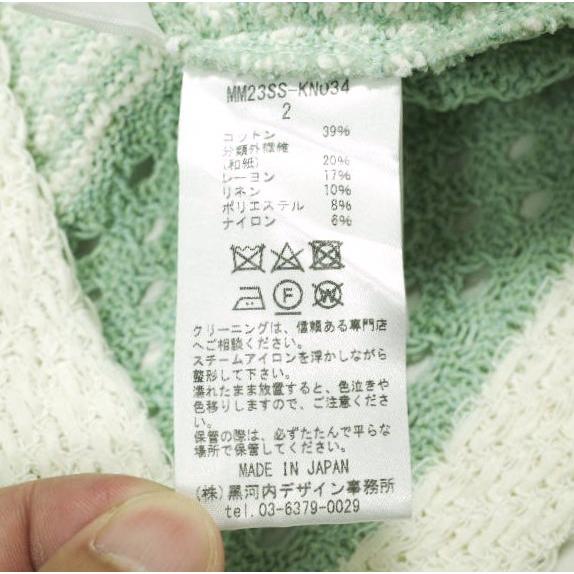 MM23SS-KN034
2
コットン 39%
分類外繊維
(和紙) 20%
レーヨン 17%
リネン 10%
ポリエステル 8%
ナイロン 6%
F
W
クリーニングは、信頼ある専門店
へご相談ください。
スチームアイロンを浮かしながら
整形して下さい。
濡れたまま放置すると、色泣きや
色移りしますので、ご注意くださ
い。
保管の際は、必ずたたんで平らな
場所で保管してください。
MADE IN JAPAN
(株)黒河内デザイン事務所
tel.03-6379-0029